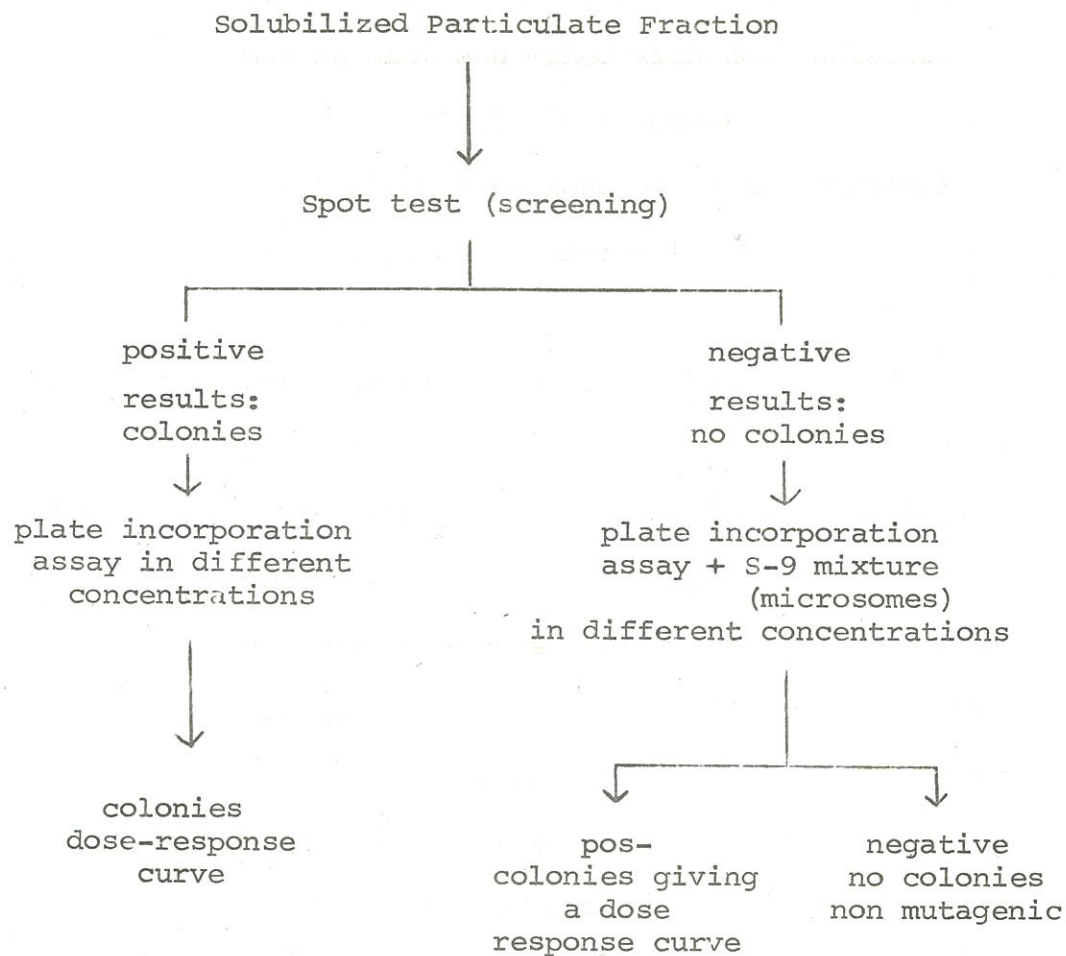 Solubilized Particulate Fraction
Spot test (screening)
positive
results:
colonies
plate incorporation
assay in different
concentrations
colonies
dose-response
curve
negative
results:
no colonies
plate incorporation
assay + S-9 mixture
(microsomes)
in different concentrations
pos-
colonies giving
a dose
response curve
negative
no colonies
non mutagenic